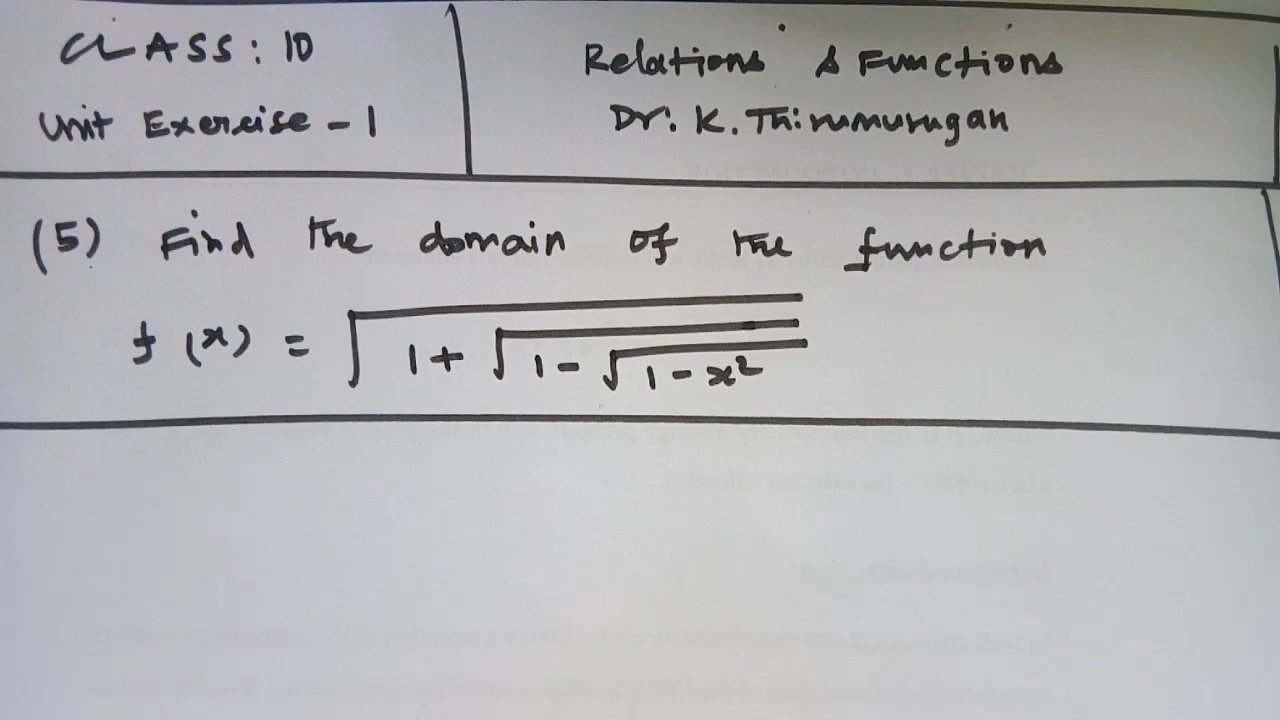 CLASS: 10
Unit Exercise - 1
Relations & Functions
Dr. K. Thirumurugan
(5) Find the domain of the function
f(x) = √(1+√(1-√(1-x²)))